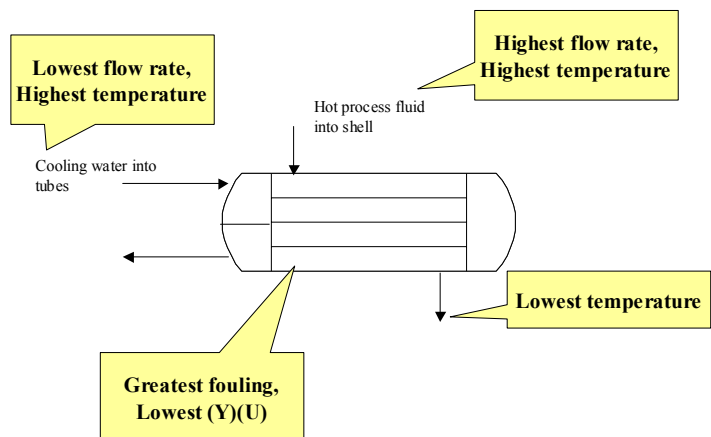 Lowest flow rate,
Highest temperature
Highest flow rate,
Highest temperature
Hot process fluid
into shell
Cooling water into
tubes
Lowest temperature
Greatest fouling,
Lowest (Y)(U)